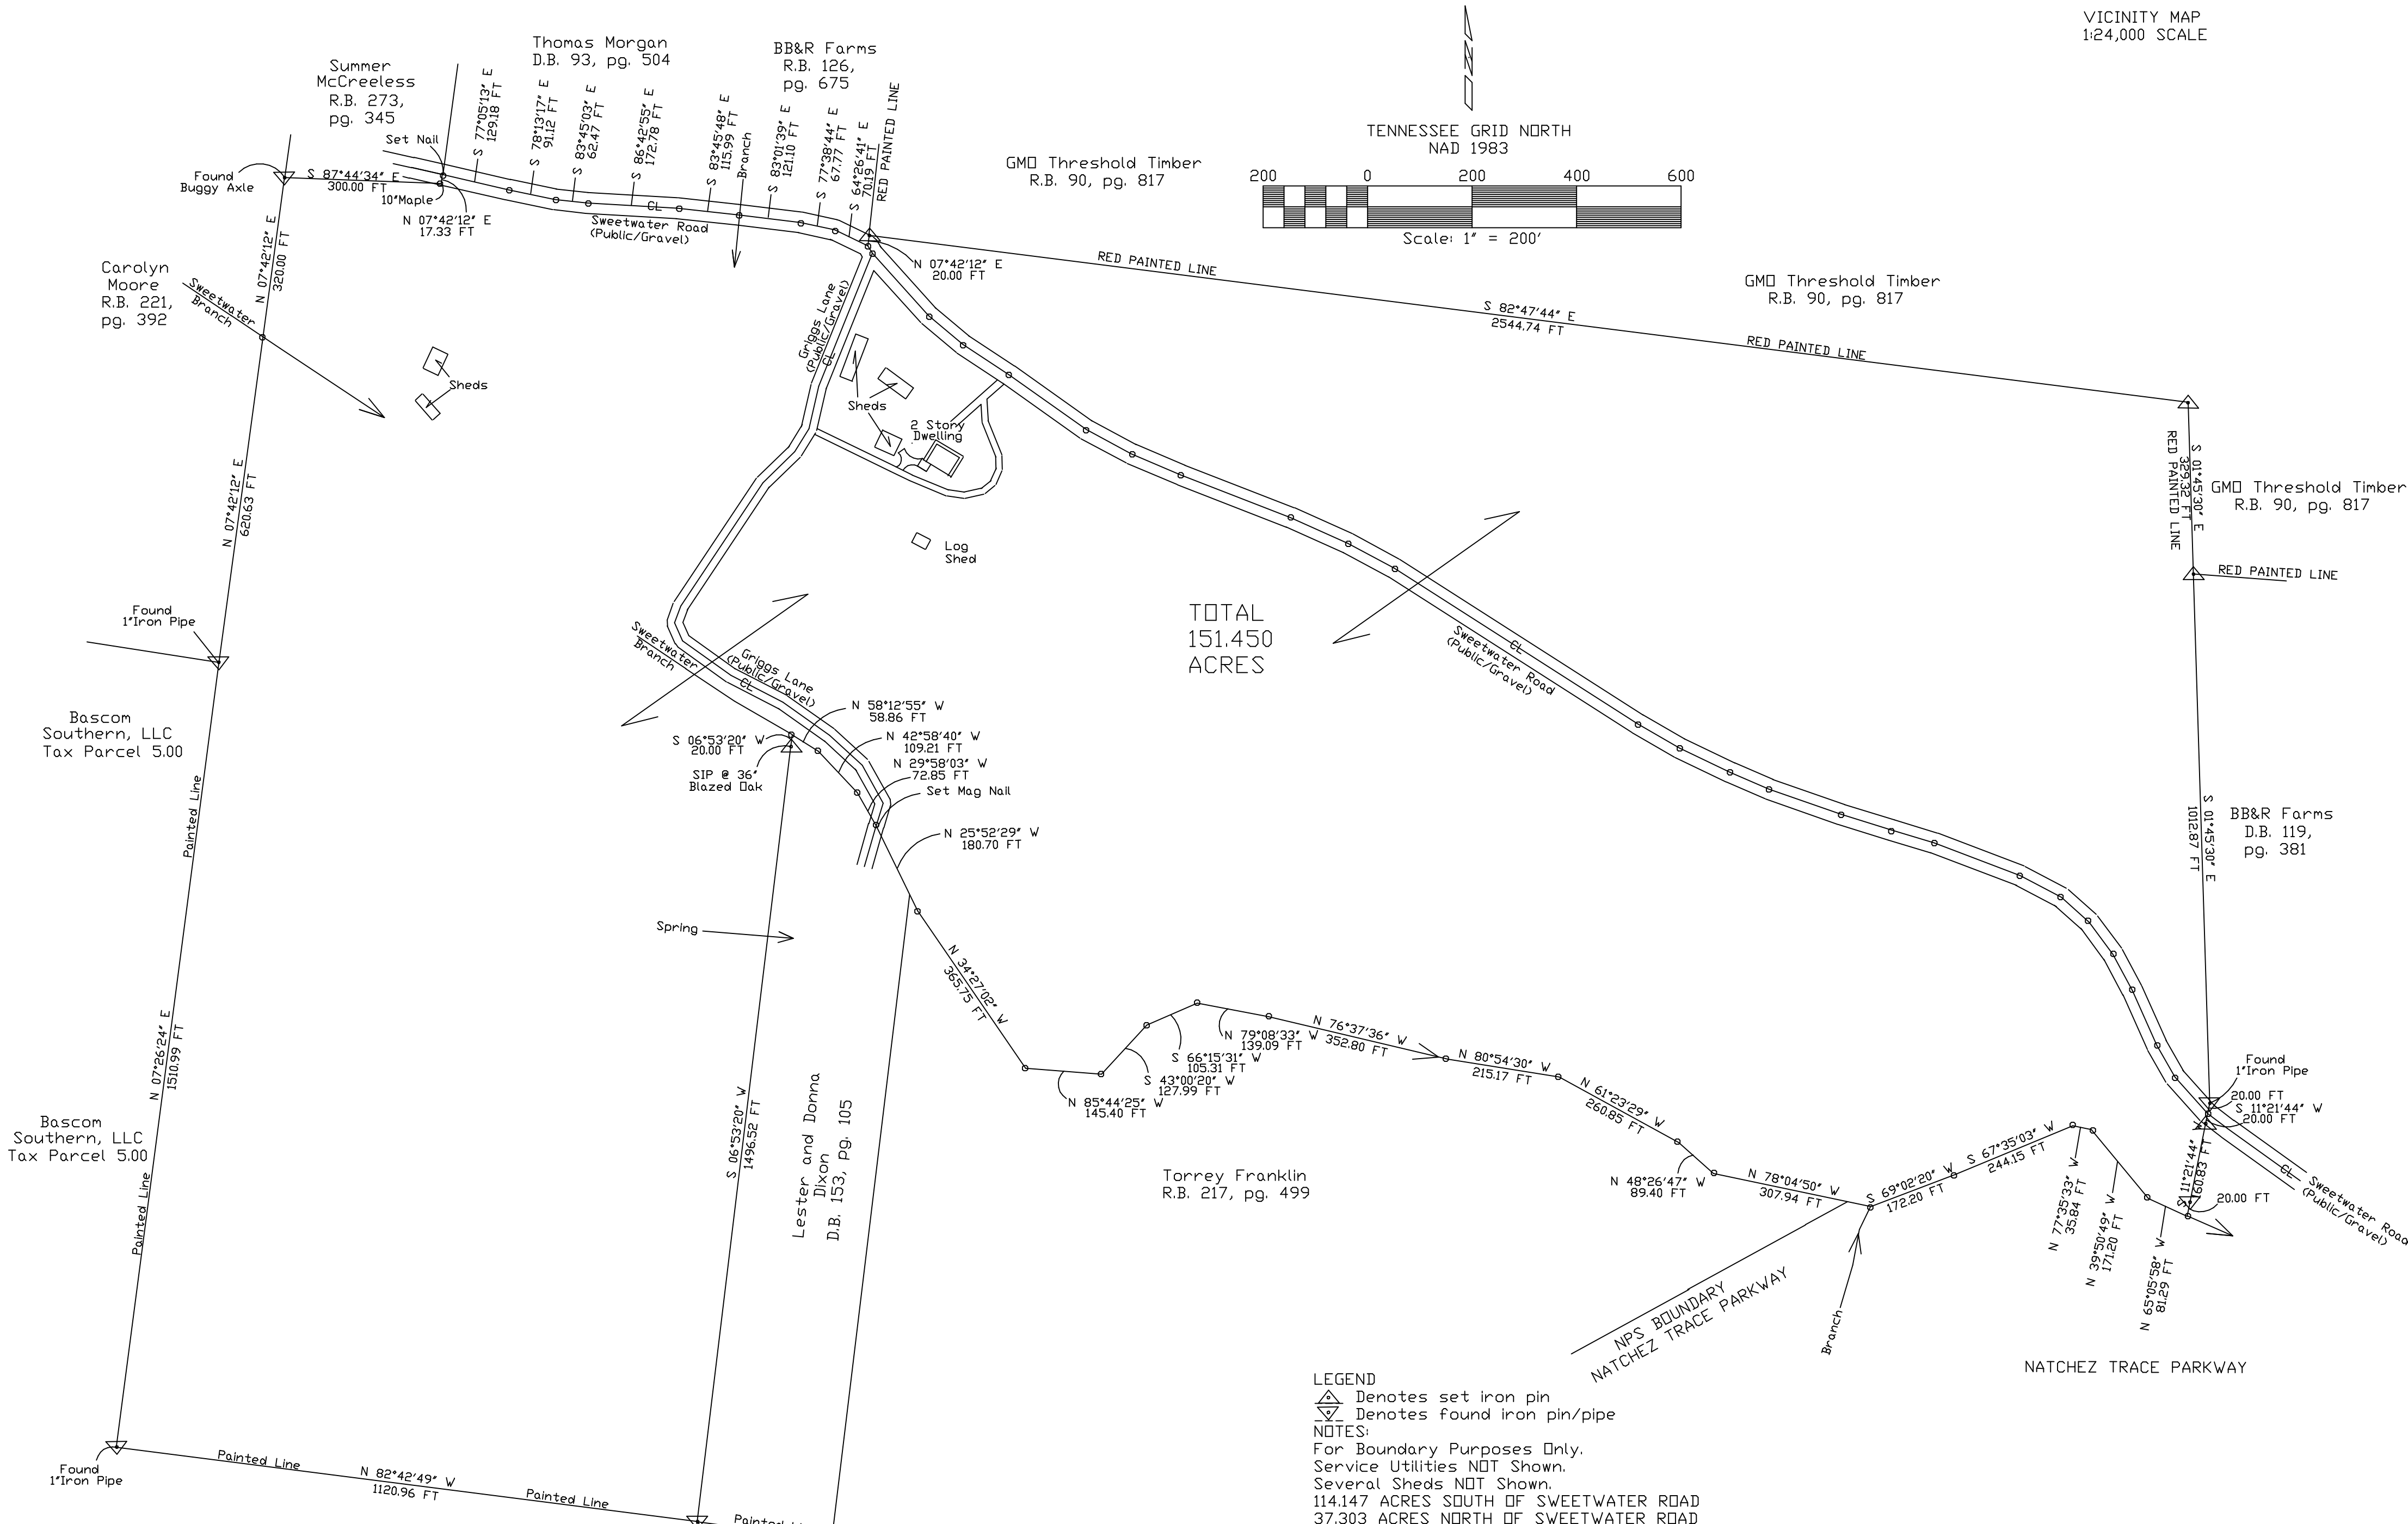 VICINITY MAP
1:24,000 SCALE
Thomas Morgan
D.B. 93, pg. 504
BB&R Farms
R.B. 126,
pg. 675
Summer
McCreeless
R.B. 273,
pg. 345
Set Nail
S 77°05'13" E
129.18 FT
S 78°13'17" E
91.12 FT
S 83°45'03" E
62.47 FT
S 86°42'55" E
172.78 FT
S 83°45'48" E
115.99 FT
Branch
S 83°01'39" E
121.10 FT
S 77°38'44" E
67.77 FT
S 64°26'41" E
70.19 FT
RED PAINTED LINE
TENNESSEE GRID NORTH
NAD 1983
200 0 200 400 600
Scale: 1" = 200'
GMO Threshold Timber
R.B. 90, pg. 817
Found
Buggy Axle
S 87°44'34" E
300.00 FT
10"Maple
N 07°42'12" E
17.33 FT
CL
Sweetwater Road
(Public/Gravel)
N 07°42'12" E
20.00 FT
RED PAINTED LINE
S 82°47'44" E
2544.74 FT
GMO Threshold Timber
R.B. 90, pg. 817
RED PAINTED LINE
N 07°42'12" E
320.00 FT
Carolyn
Moore
R.B. 221,
pg. 392
Sweetwater
Branch
Sheds
Griggs Lane
(Public/Gravel)
CL
Sheds
2 Story
Dwelling
Log
Shed
S 01°45'30" E
329.32 FT
RED PAINTED LINE
GMO Threshold Timber
R.B. 90, pg. 817
RED PAINTED LINE
N 07°42'12" E
620.63 FT
Found
1"Iron Pipe
TOTAL
151.450
ACRES
CL
Sweetwater Road
(Public/Gravel)
Sweetwater
Branch
Griggs Lane
(Public/Gravel)
CL
Bascom
Southern, LLC
Tax Parcel 5.00
Painted Line
N 58°12'55" W
58.86 FT
S 06°53'20" W
20.00 FT
N 42°58'40" W
109.21 FT
SIP @ 36"
Blazed Oak
N 29°58'03" W
72.85 FT
Set Mag Nail
N 25°52'29" W
180.70 FT
S 01°45'30" E
1012.87 FT
BB&R Farms
D.B. 119,
pg. 381
Spring
N 34°27'02" W
365.75 FT
N 85°44'25" W
145.40 FT
S 43°00'20" W
127.99 FT
S 66°15'31" W
105.31 FT
N 79°08'33" W
139.09 FT
N 76°37'36" W
352.80 FT
N 80°54'30" W
215.17 FT
N 61°23'29" W
260.85 FT
N 48°26'47" W
89.40 FT
N 78°04'50" W
307.94 FT
S 69°02'20" W
172.20 FT
S 67°35'03" W
244.15 FT
N 77°35'33" W
35.84 FT
N 39°50'49" W
171.20 FT
N 65°05'58" W
81.29 FT
Found
1"Iron Pipe
20.00 FT
S 11°21'44" W
20.00 FT
S 11°21'44" W
160.83 FT
20.00 FT
CL
Sweetwater Road
(Public/Gravel)
N 07°26'24" E
1510.99 FT
Bascom
Southern, LLC
Tax Parcel 5.00
Painted Line
S 06°53'20" W
1496.52 FT
Lester and Donna
Dixon
D.B. 153, pg. 105
Torrey Franklin
R.B. 217, pg. 499
NPS BOUNDARY
NATCHEZ TRACE PARKWAY
Branch
NATCHEZ TRACE PARKWAY
Found
1"Iron Pipe
Painted Line
N 82°42'49" W
1120.96 FT
Painted Line
Painted
LEGEND
Denotes set iron pin
Denotes found iron pin/pipe
NOTES:
For Boundary Purposes Only.
Service Utilities NOT Shown.
Several Sheds NOT Shown.
114.147 ACRES SOUTH OF SWEETWATER ROAD
37.303 ACRES NORTH OF SWEETWATER ROAD